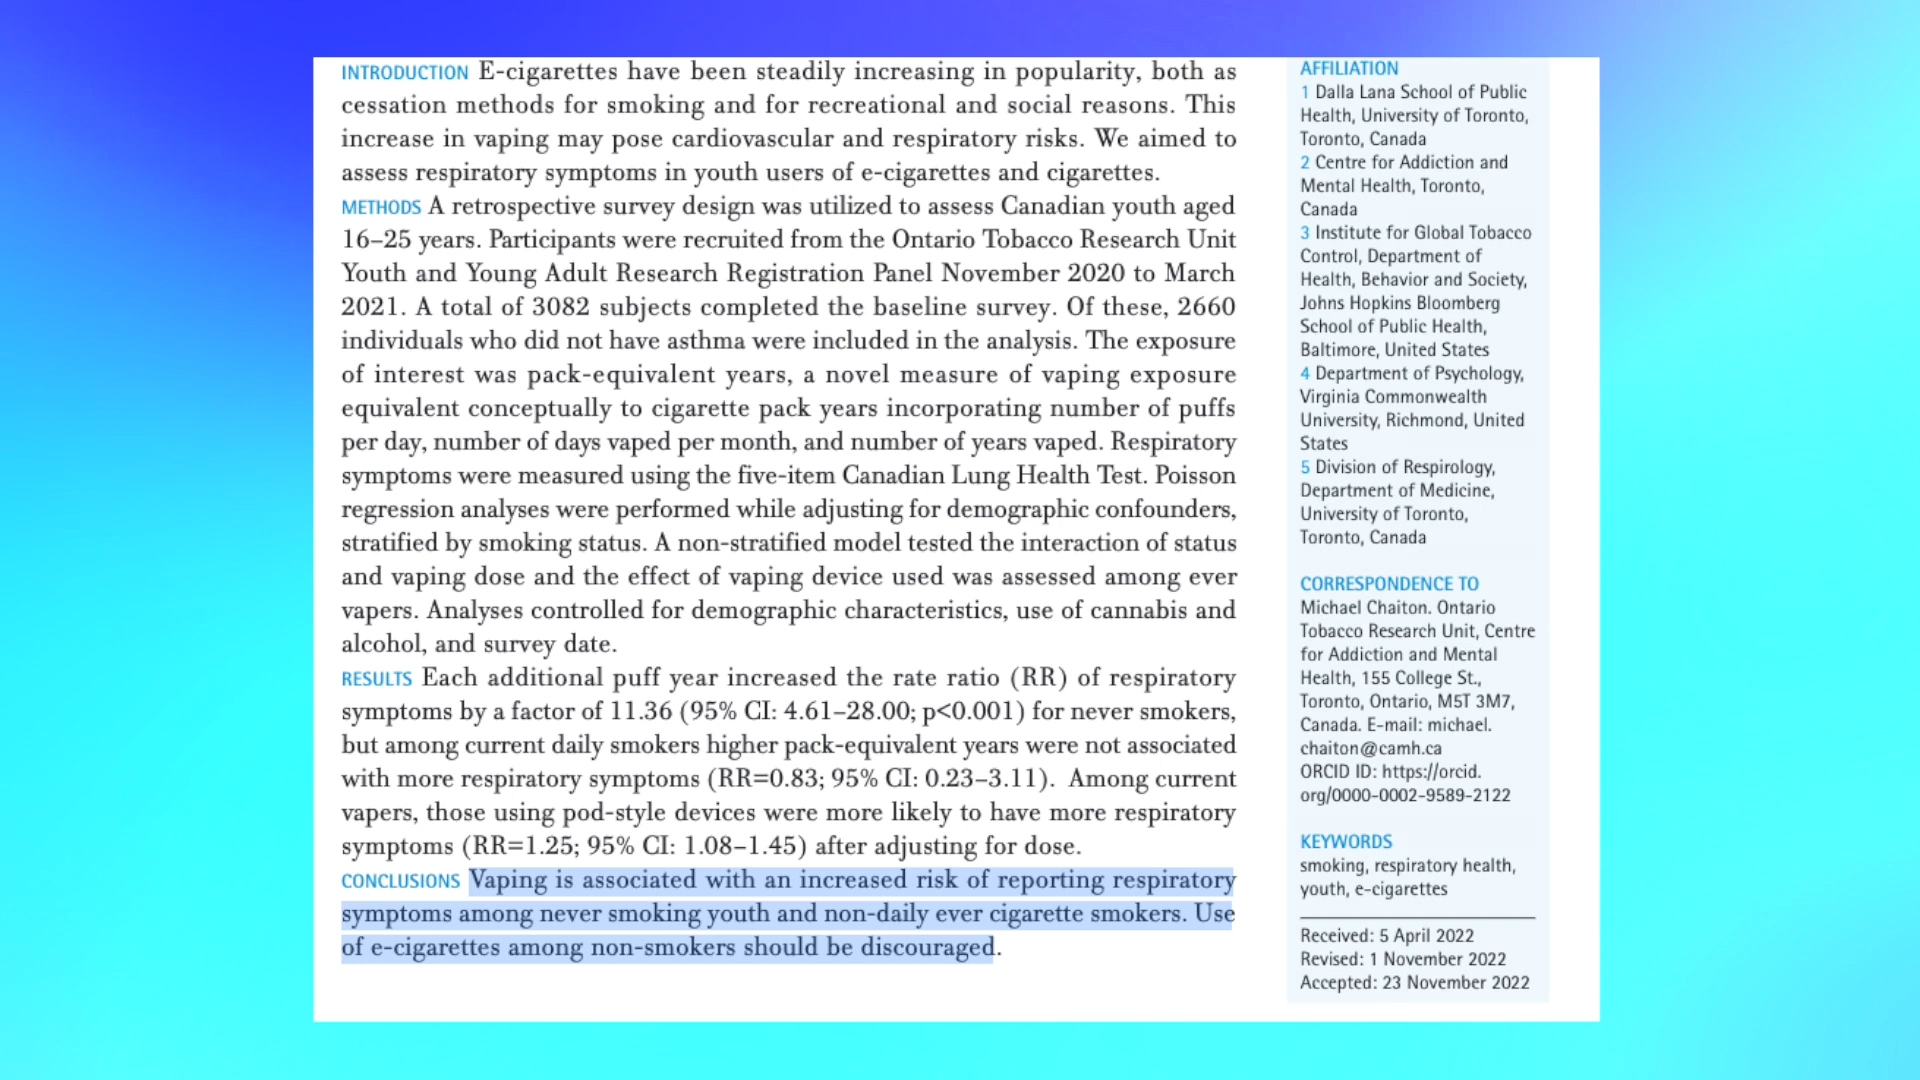 INTRODUCTION E-cigarettes have been steadily increasing in popularity, both as
cessation methods for smoking and for recreational and social reasons. This
increase in vaping may pose cardiovascular and respiratory risks. We aimed to
assess respiratory symptoms in youth users of e-cigarettes and cigarettes.
METHODS A retrospective survey design was utilized to assess Canadian youth aged
16–25 years. Participants were recruited from the Ontario Tobacco Research Unit
Youth and Young Adult Research Registration Panel November 2020 to March
2021. A total of 3082 subjects completed the baseline survey. Of these, 2660
individuals who did not have asthma were included in the analysis. The exposure
of interest was pack-equivalent years, a novel measure of vaping exposure
equivalent conceptually to cigarette pack years incorporating number of puffs
per day, number of days vaped per month, and number of years vaped. Respiratory
symptoms were measured using the five-item Canadian Lung Health Test. Poisson
regression analyses were performed while adjusting for demographic confounders,
stratified by smoking status. A non-stratified model tested the interaction of status
and vaping dose and the effect of vaping device used was assessed among ever
vapers. Analyses controlled for demographic characteristics, use of cannabis and
alcohol, and survey date.
RESULTS Each additional puff year increased the rate ratio (RR) of respiratory
symptoms by a factor of 11.36 (95% CI: 4.61–28.00; p<0.001) for never smokers,
but among current daily smokers higher pack-equivalent years were not associated
with more respiratory symptoms (RR=0.83; 95% CI: 0.23–3.11). Among current
vapers, those using pod-style devices were more likely to have more respiratory
symptoms (RR=1.25; 95% CI: 1.08–1.45) after adjusting for dose.
CONCLUSIONS Vaping is associated with an increased risk of reporting respiratory
symptoms among never smoking youth and non-daily ever cigarette smokers. Use
of e-cigarettes among non-smokers should be discouraged.
AFFILIATION
1 Dalla Lana School of Public
Health, University of Toronto,
Toronto, Canada
2 Centre for Addiction and
Mental Health, Toronto,
Canada
3 Institute for Global Tobacco
Control, Department of
Health, Behavior and Society,
Johns Hopkins Bloomberg
School of Public Health,
Baltimore, United States
4 Department of Psychology,
Virginia Commonwealth
University, Richmond, United
States
5 Division of Respirology,
Department of Medicine,
University of Toronto,
Toronto, Canada
CORRESPONDENCE TO
Michael Chaiton. Ontario
Tobacco Research Unit, Centre
for Addiction and Mental
Health, 155 College St.,
Toronto, Ontario, M5T 3M7,
Canada. E-mail: michael.
chaiton@camh.ca
ORCID ID: https://orcid.
org/0000-0002-9589-2122
KEYWORDS
smoking, respiratory health,
youth, e-cigarettes
Received: 5 April 2022
Revised: 1 November 2022
Accepted: 23 November 2022